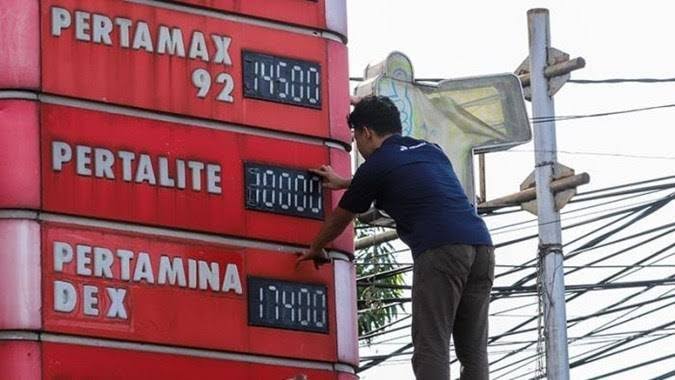 PERTAMAX
92
14500
PERTALITE
10000
PERTAMINA
DEX
17400